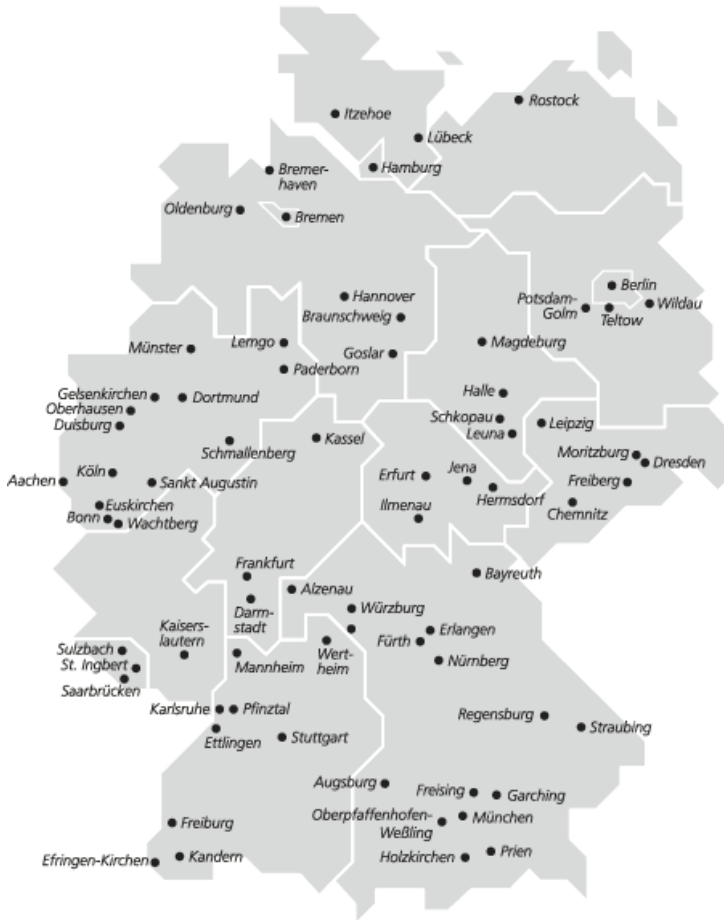 Rostock
Itzehoe
Lübeck
Hamburg
Bremer-
haven
Oldenburg
Bremen
Berlin
Hannover
Potsdam-
Golm
Wildau
Teltow
Braunschweig
Münster
Lemgo
Goslar
Magdeburg
Paderborn
Gelsenkirchen
Dortmund
Halle
Oberhausen
Duisburg
Schkopau
Leipzig
Leuna
Schmallenberg
Kassel
Moritzburg
Dresden
Köln
Aachen
Sankt Augustin
Erfurt
Jena
Freiberg
Hermsdorf
Euskirchen
Ilmenau
Chemnitz
Bonn
Wachtberg
Frankfurt
Bayreuth
Alzenau
Darm-
stadt
Würzburg
Kaisers-
lautern
Erlangen
Fürth
Wert-
heim
Sulzbach
St. Ingbert
Mannheim
Nürnberg
Saarbrücken
Karlsruhe
Pfinztal
Regensburg
Straubing
Ettlingen
Stuttgart
Augsburg
Freising
Garching
Oberpfaffenhofen-
Weßling
München
Freiburg
Efringen-Kirchen
Kandern
Holzkirchen
Prien